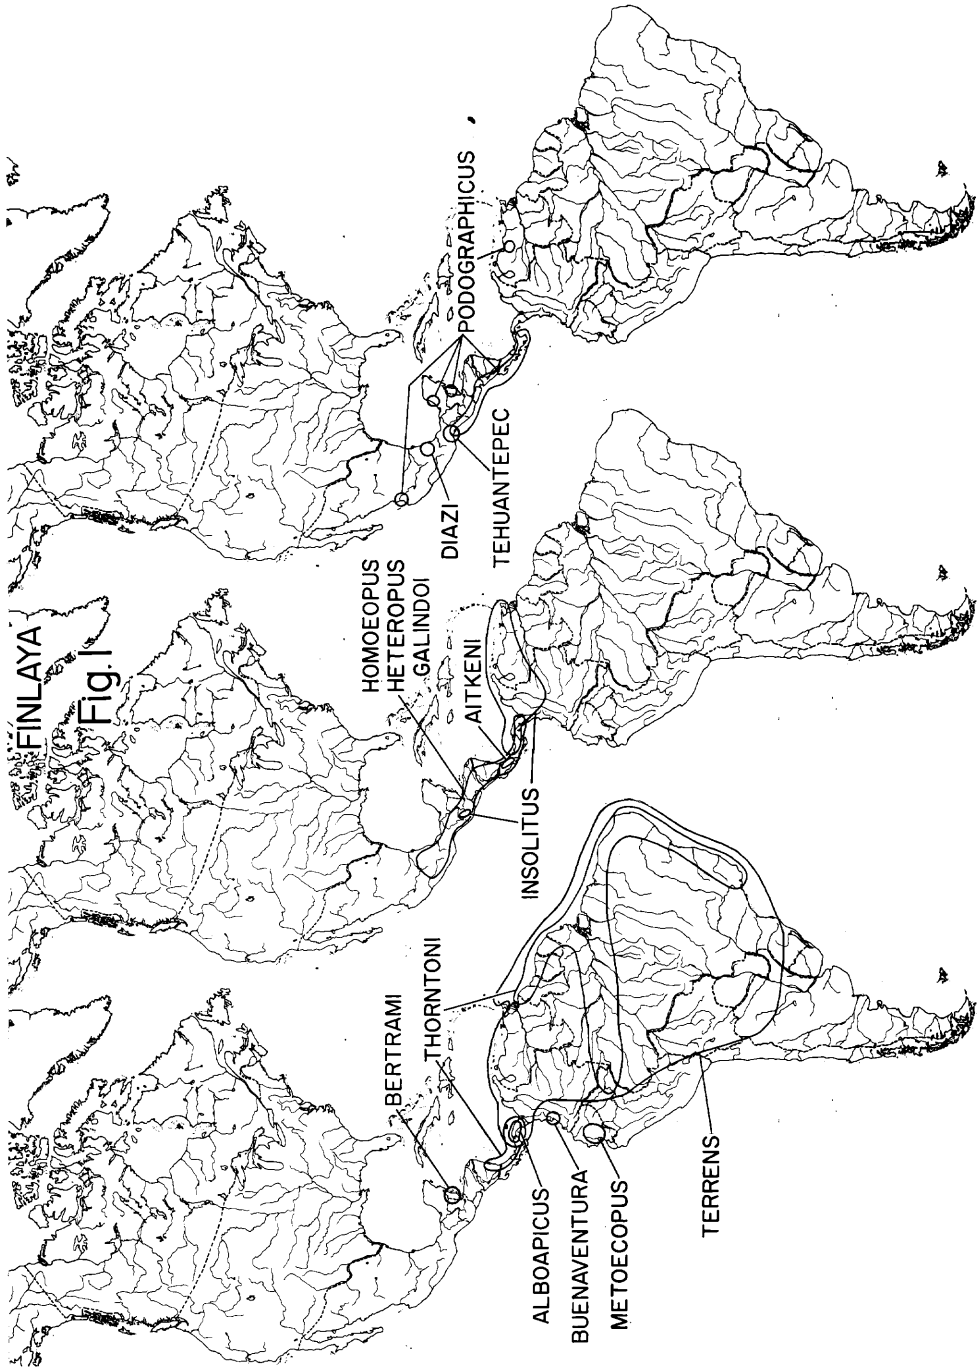 FINLAYA
Fig. 1
BERTRAMI
THORNTONI
ALBOAPICUS
BUENAVENTURA
METOECOPUS
TERRENS
HOMOEOPUS
HETEROPUS
GALINDOI
AITKENI
INSOLITUS
PODOGRAPHICUS
DIAZI
TEHUANTEPEC